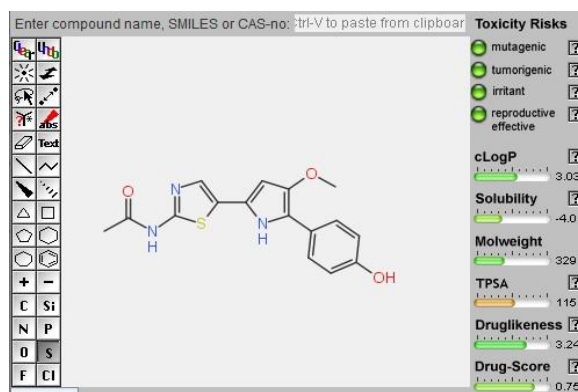 Enter compound name, SMILES or CAS-no: Ctrl-V to paste from clipboar
Toxicity Risks
mutagenic ?
tumorigenic ?
irritant ?
reproductive effective ?
cLogP ?
3.03
Solubility ?
-4.0
Molweight ?
329
TPSA ?
115
Druglikeness ?
3.24
Drug-Score ?
0.75
abs
Text
+ −
C Si
N P
O S
F Cl
O
N
N
H
S
N
H
O
OH